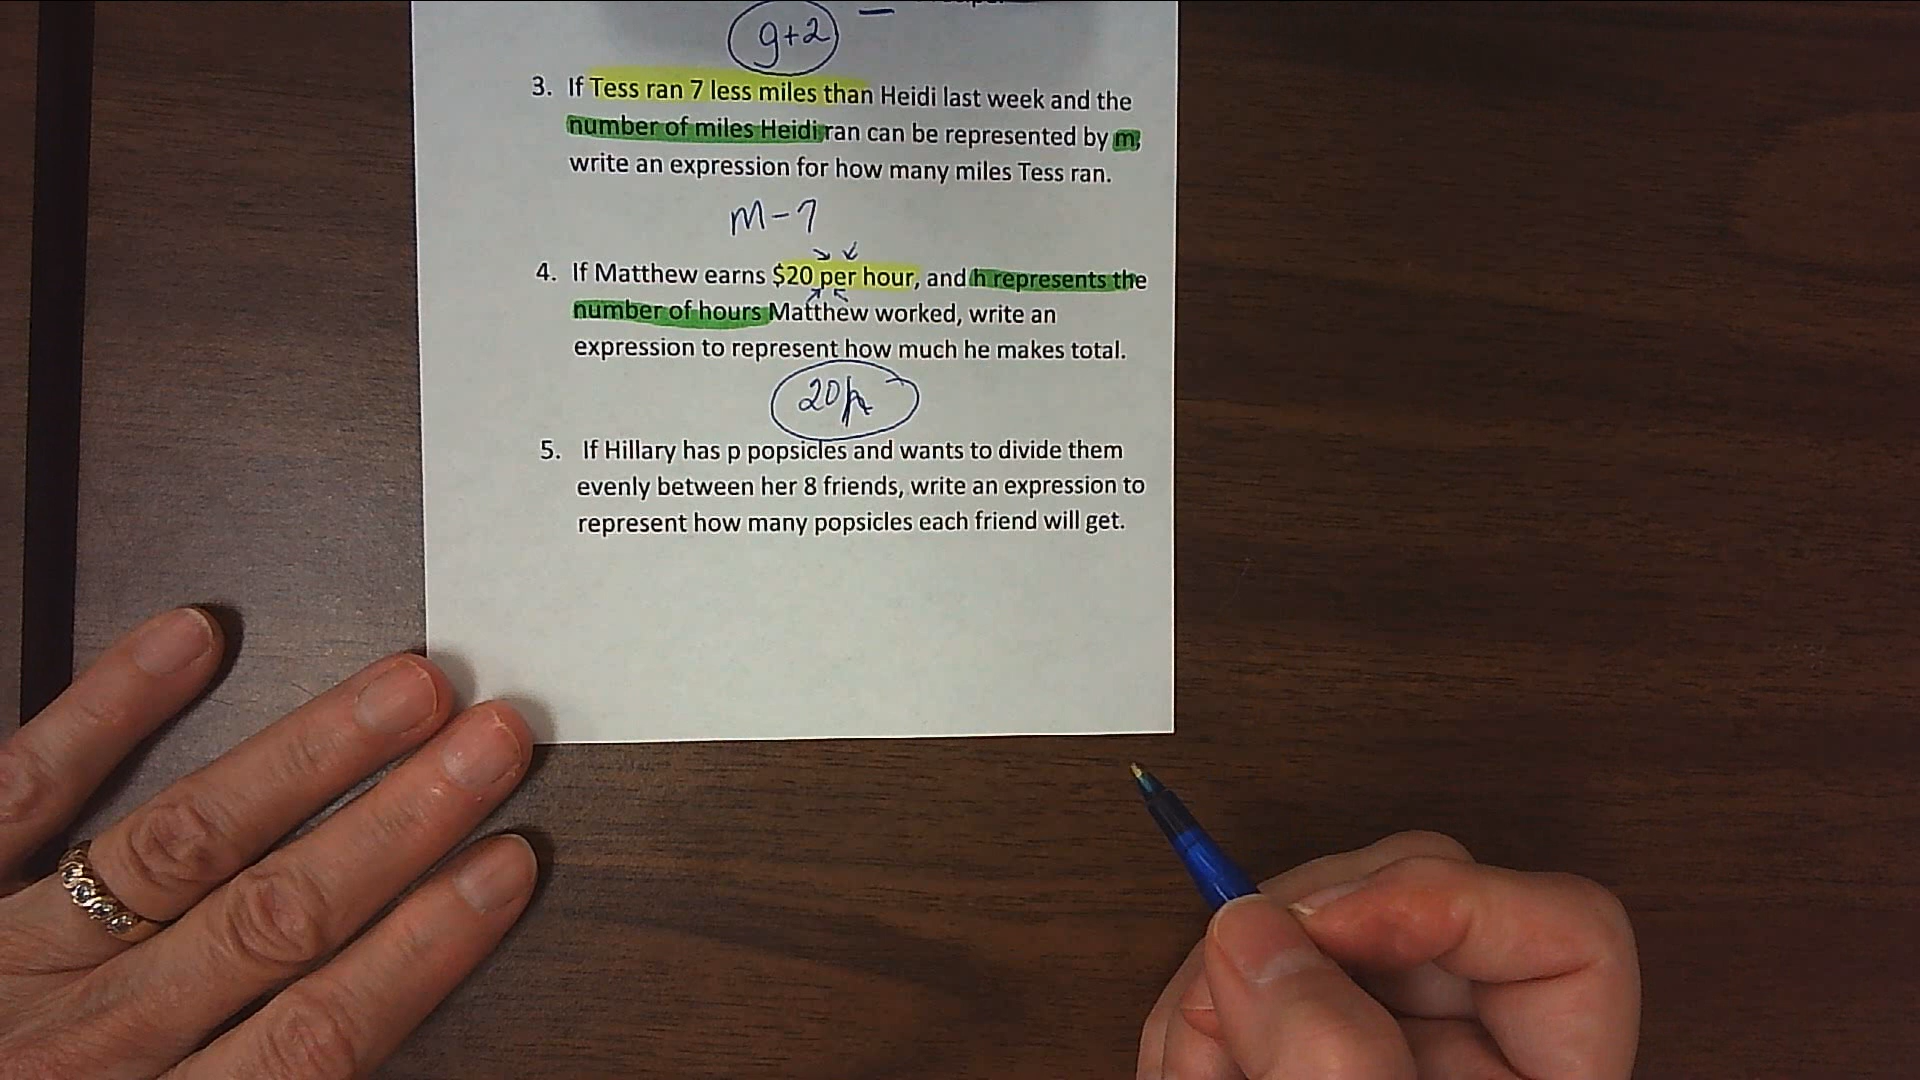 g+2
3. If Tess ran 7 less miles than Heidi last week and the
number of miles Heidi ran can be represented by m,
write an expression for how many miles Tess ran.
m-7
4. If Matthew earns $20 per hour, and h represents the
number of hours Matthew worked, write an
expression to represent how much he makes total.
20h
5. If Hillary has p popsicles and wants to divide them
evenly between her 8 friends, write an expression to
represent how many popsicles each friend will get.